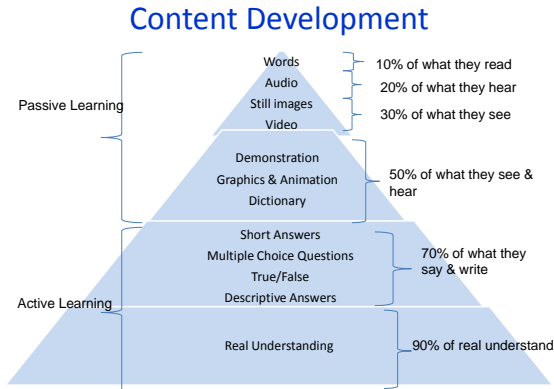 Content Development
Passive Learning
Words
Audio
Still images
Video
10% of what they read
20% of what they hear
30% of what they see
Demonstration
Graphics & Animation
Dictionary
50% of what they see &
hear
Active Learning
Short Answers
Multiple Choice Questions
True/False
Descriptive Answers
70% of what they
say & write
Real Understanding
90% of real understand